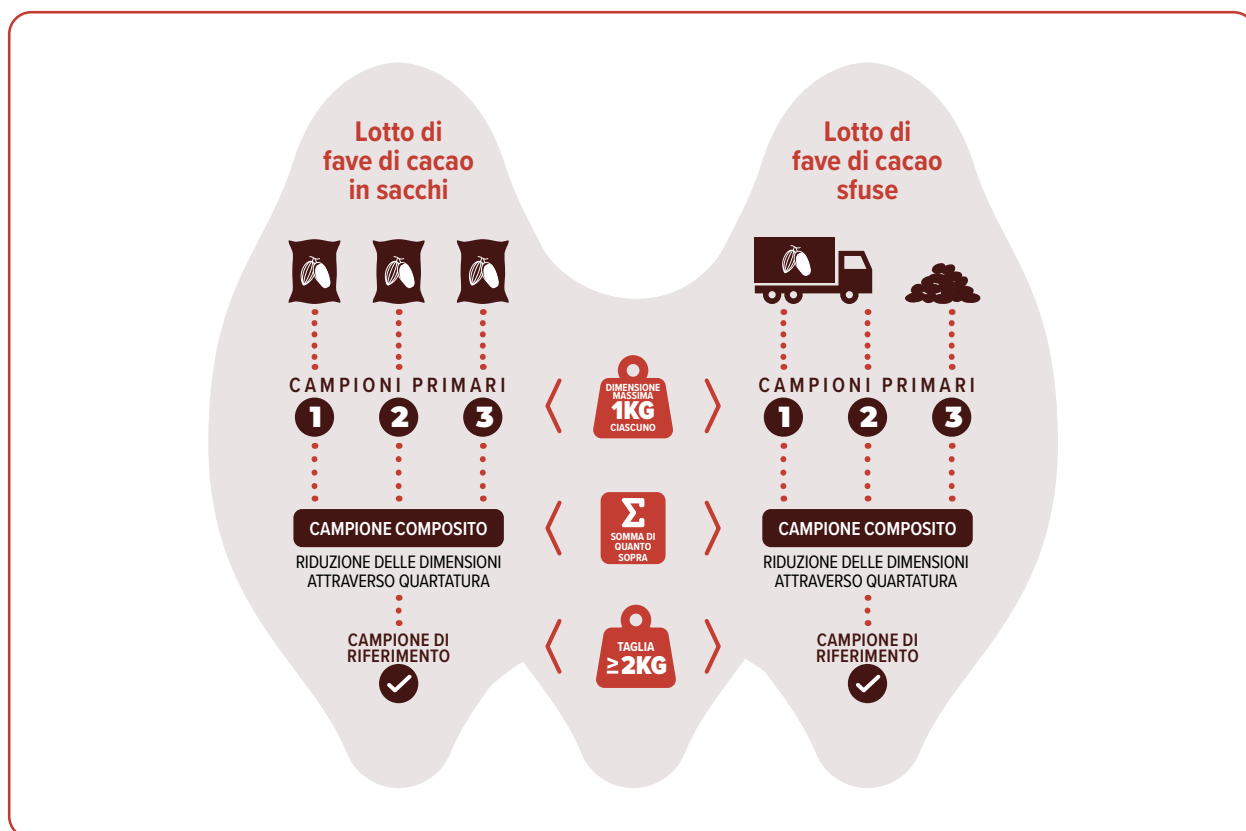 Lotto di
fave di cacao
in sacchi
Lotto di
fave di cacao
sfuse
CAMPIONI PRIMARI
1 2 3
DIMENSIONE
MASSIMA
1KG
CIASCUNO
CAMPIONI PRIMARI
1 2 3
CAMPIONE COMPOSITO
RIDUZIONE DELLE DIMENSIONI
ATTRAVERSO QUARTATURA
Σ
SOMMA DI
QUANTO
SOPRA
CAMPIONE COMPOSITO
RIDUZIONE DELLE DIMENSIONI
ATTRAVERSO QUARTATURA
CAMPIONE DI
RIFERIMENTO
TAGLIA
≥2KG
CAMPIONE DI
RIFERIMENTO